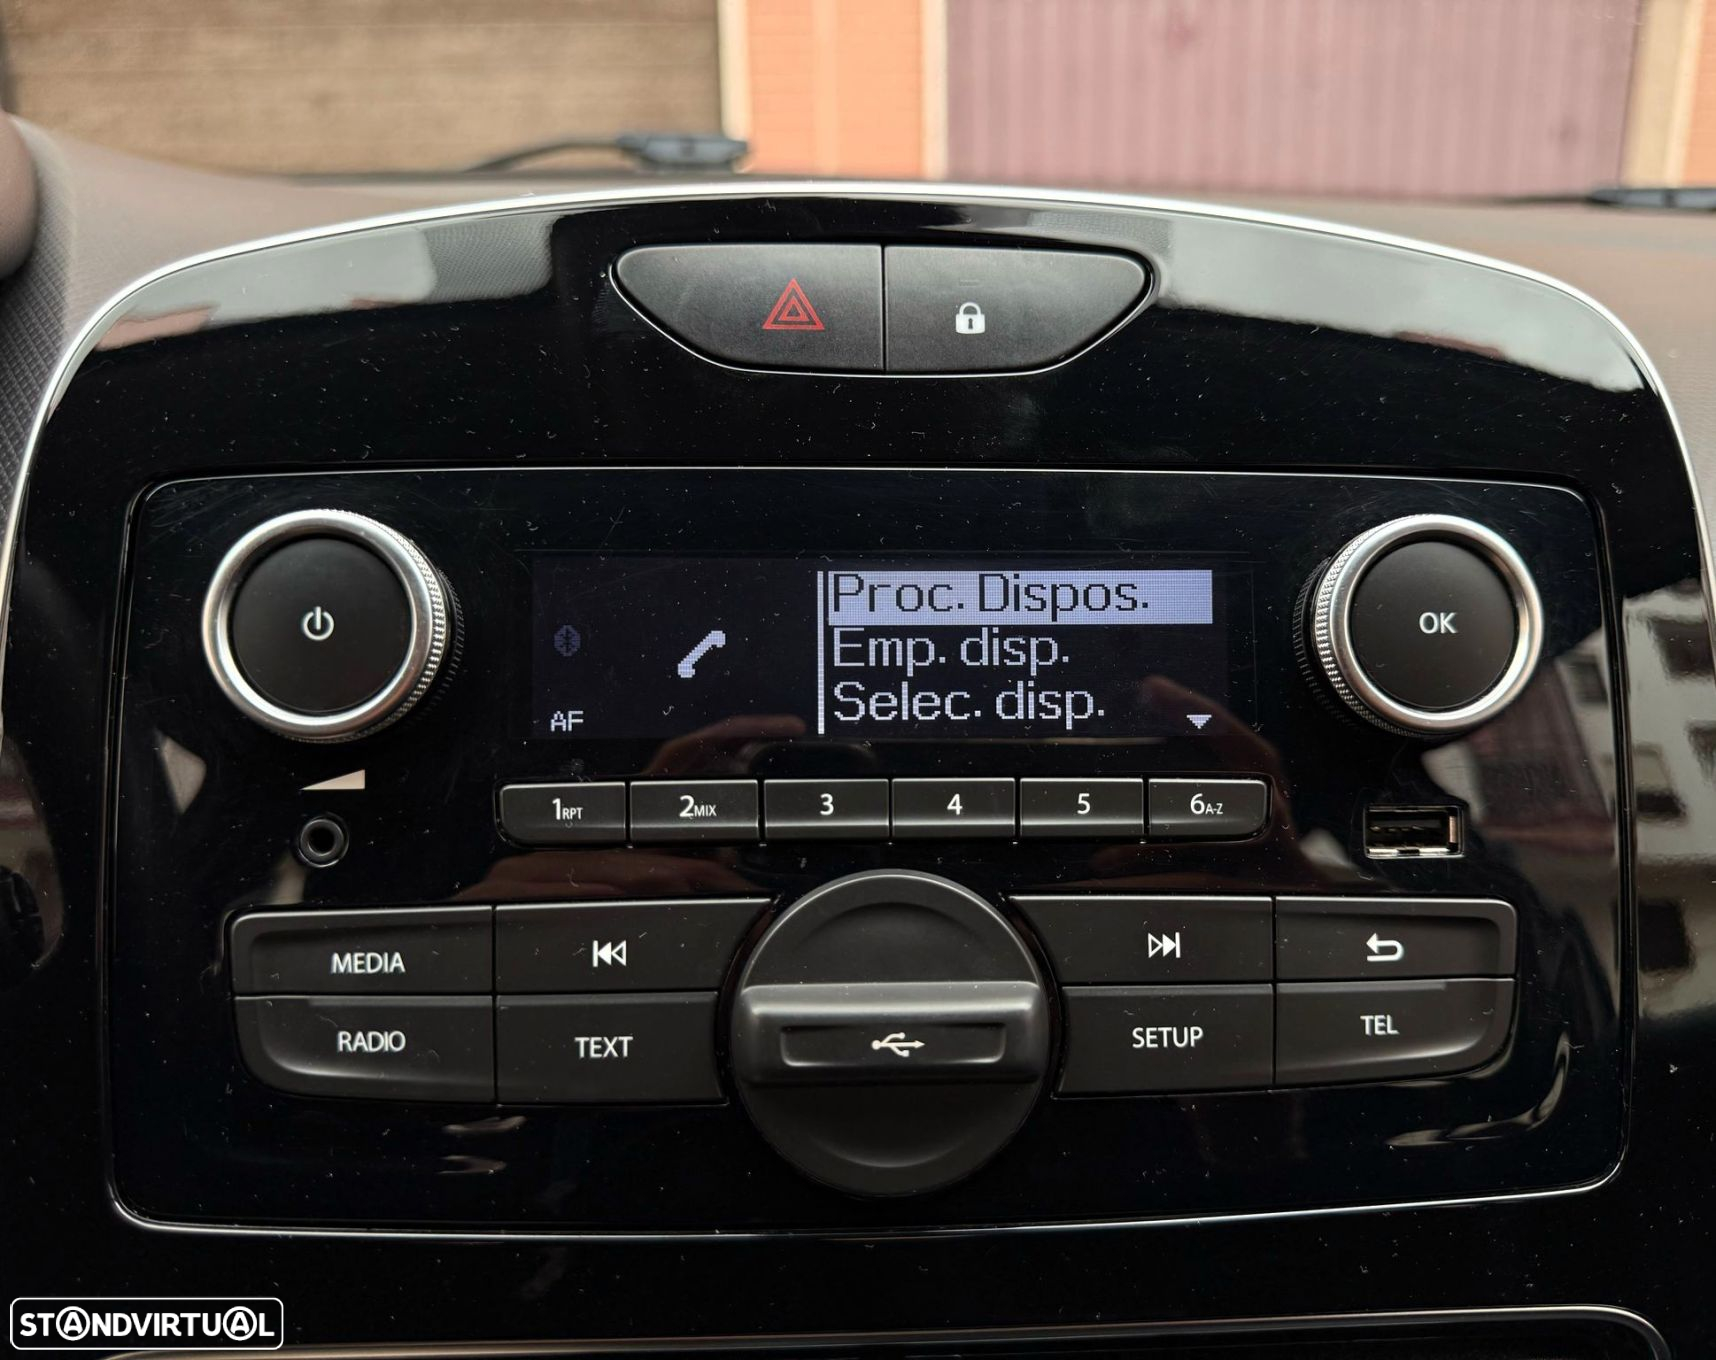 Proc. Dispos.
Emp. disp.
Selec. disp.
AF
OK
1RPT
2MIX
3
4
5
6A-Z
MEDIA
RADIO
TEXT
SETUP
TEL
STANDVIRTUAL